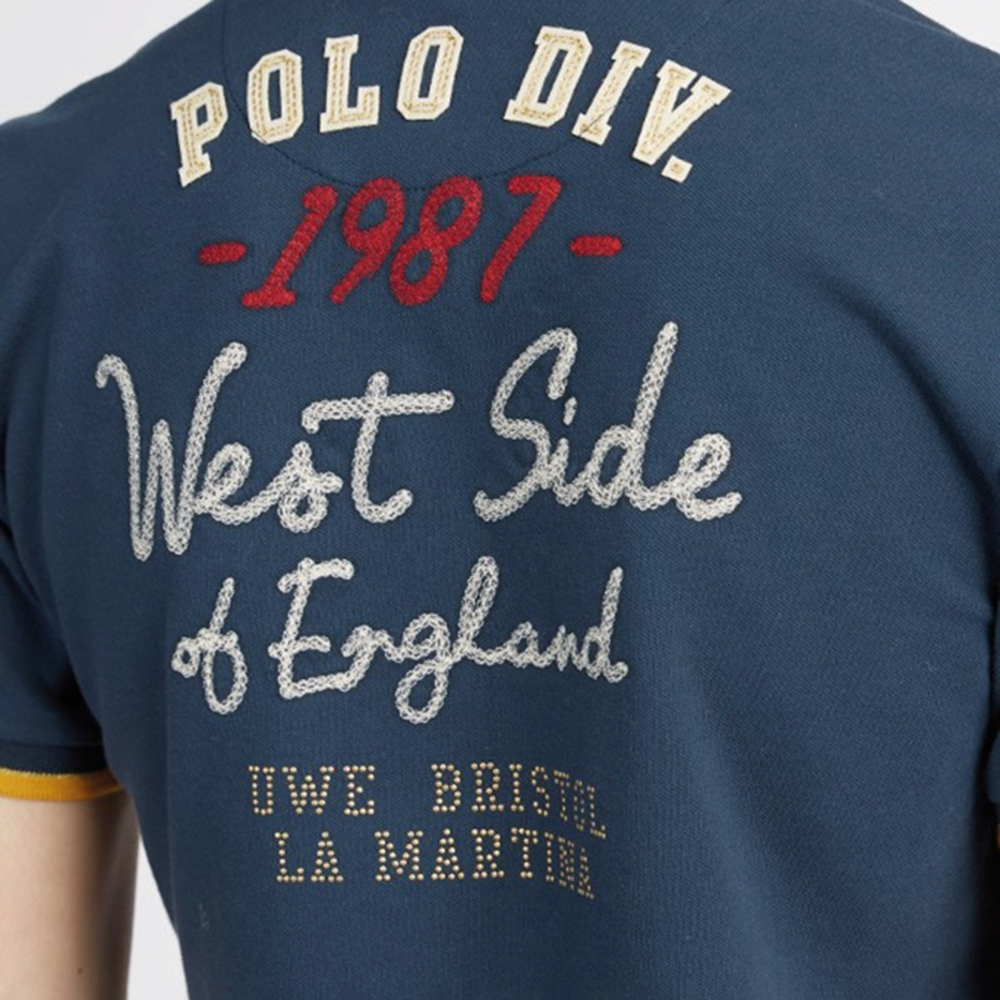 POLO DIV.
-1987-
West Side
of England
UWE BRISTOL
LA MARTINA